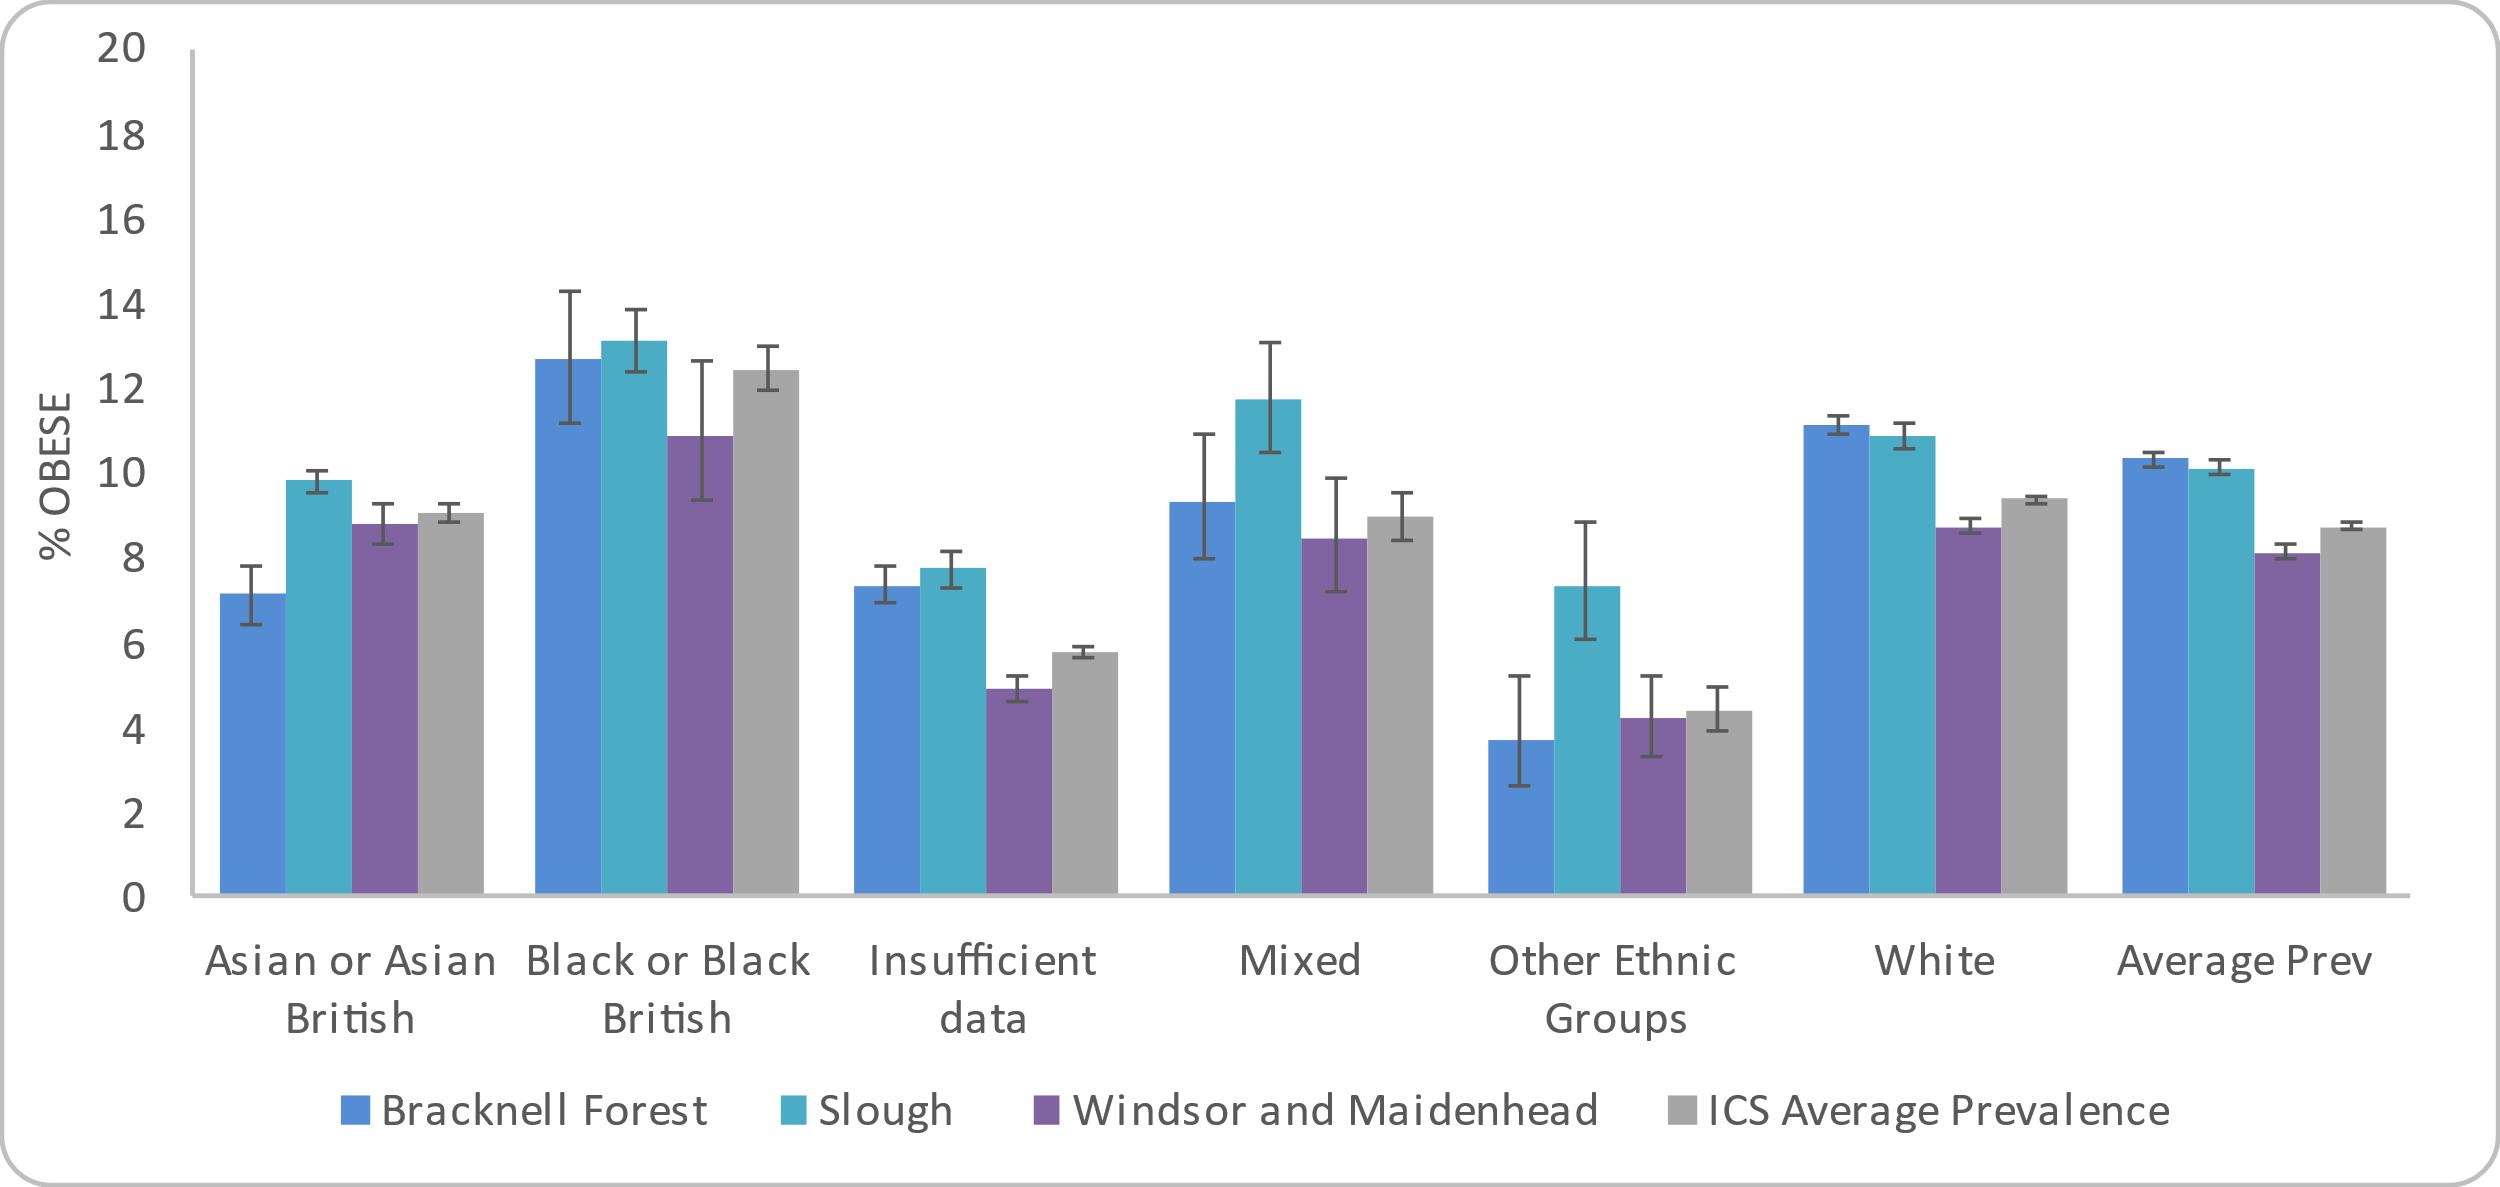 20
18
16
14
12
10
8
6
4
2
0
% OBESE
Asian or Asian British
Black or Black British
Insufficient data
Mixed
Other Ethnic Groups
White
Average Prev
Bracknell Forest
Slough
Windsor and Maidenhead
ICS Average Prevalence